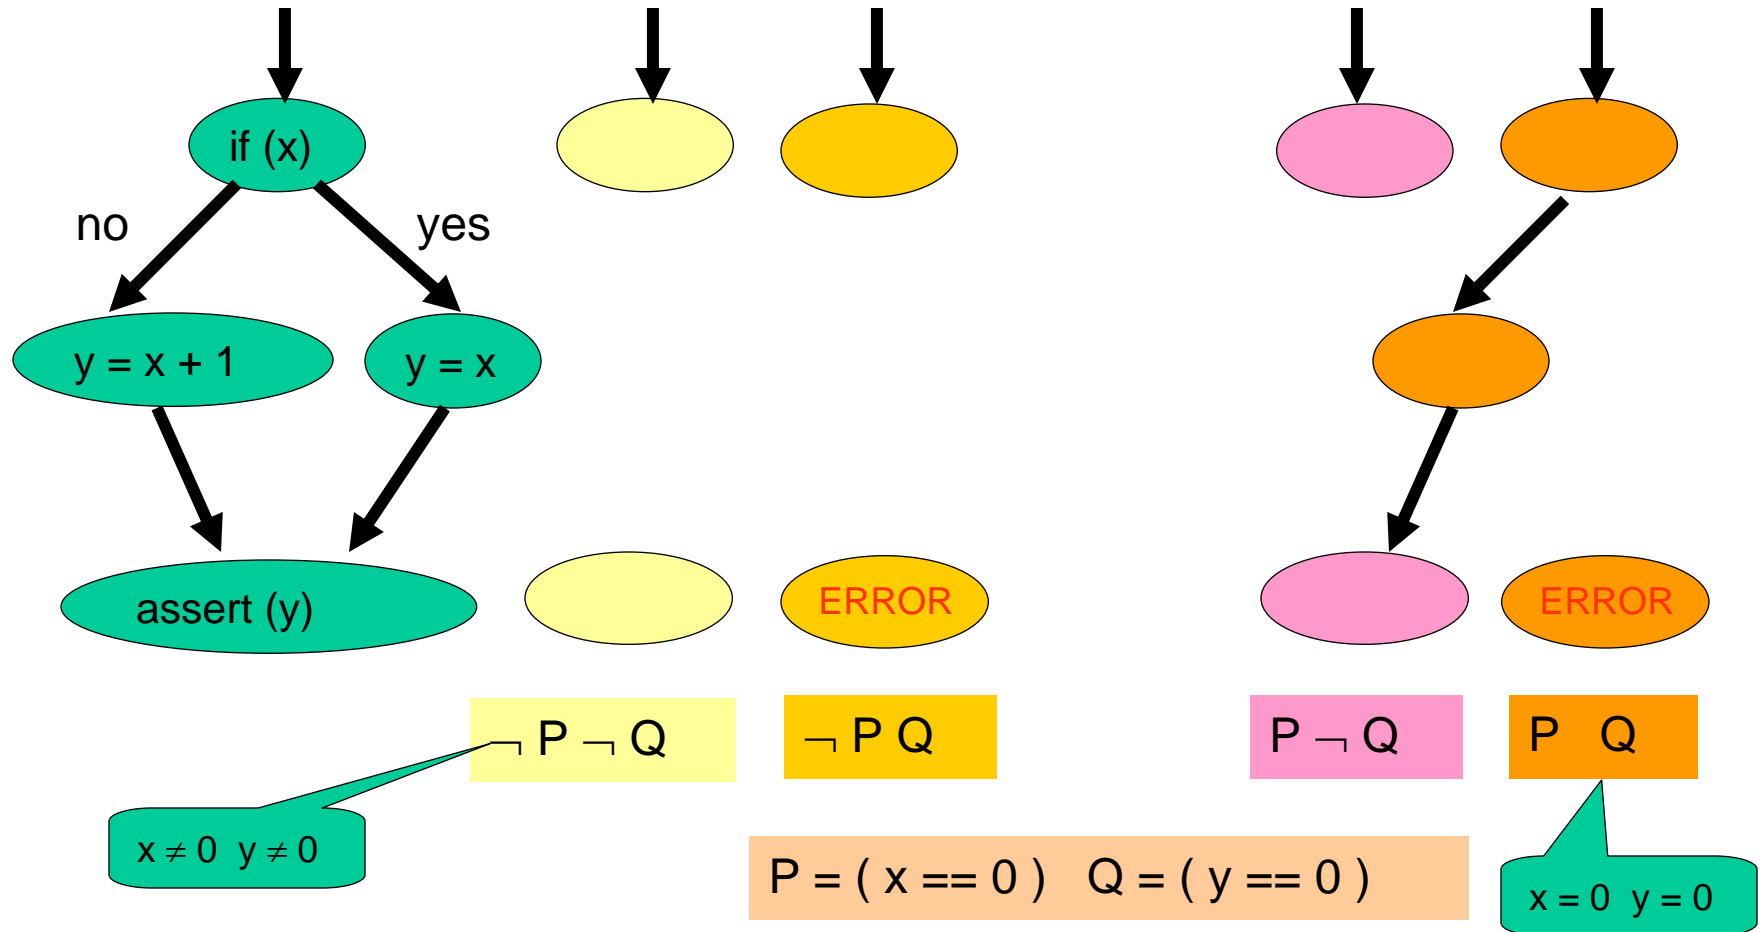 if (x)
no
yes
y = x + 1
y = x
assert (y)
ERROR
ERROR
¬ P ¬ Q
¬ P Q
P ¬ Q
P Q
x ≠ 0 y ≠ 0
P = ( x == 0 ) Q = ( y == 0 )
x = 0 y = 0